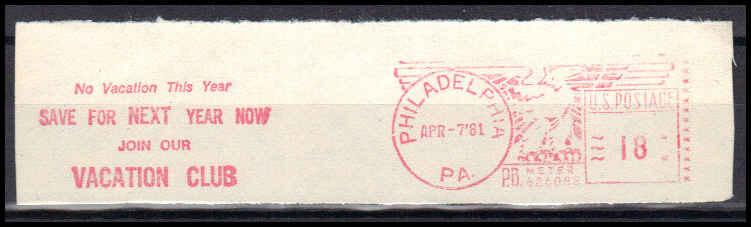 No Vacation This Year
SAVE FOR NEXT YEAR NOW
JOIN OUR
VACATION CLUB
PHILADELPHIA
APR-7'81
PA.
U.S. POSTAGE
18
P.B. METER